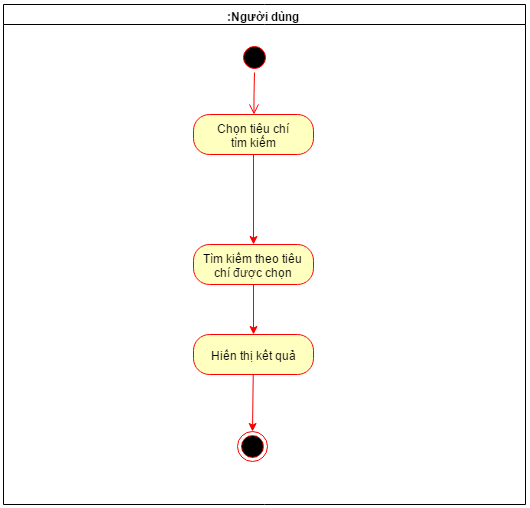 :Người dùng
Chọn tiêu chí
tìm kiếm
Tìm kiếm theo tiêu
chí được chọn
Hiển thị kết quả